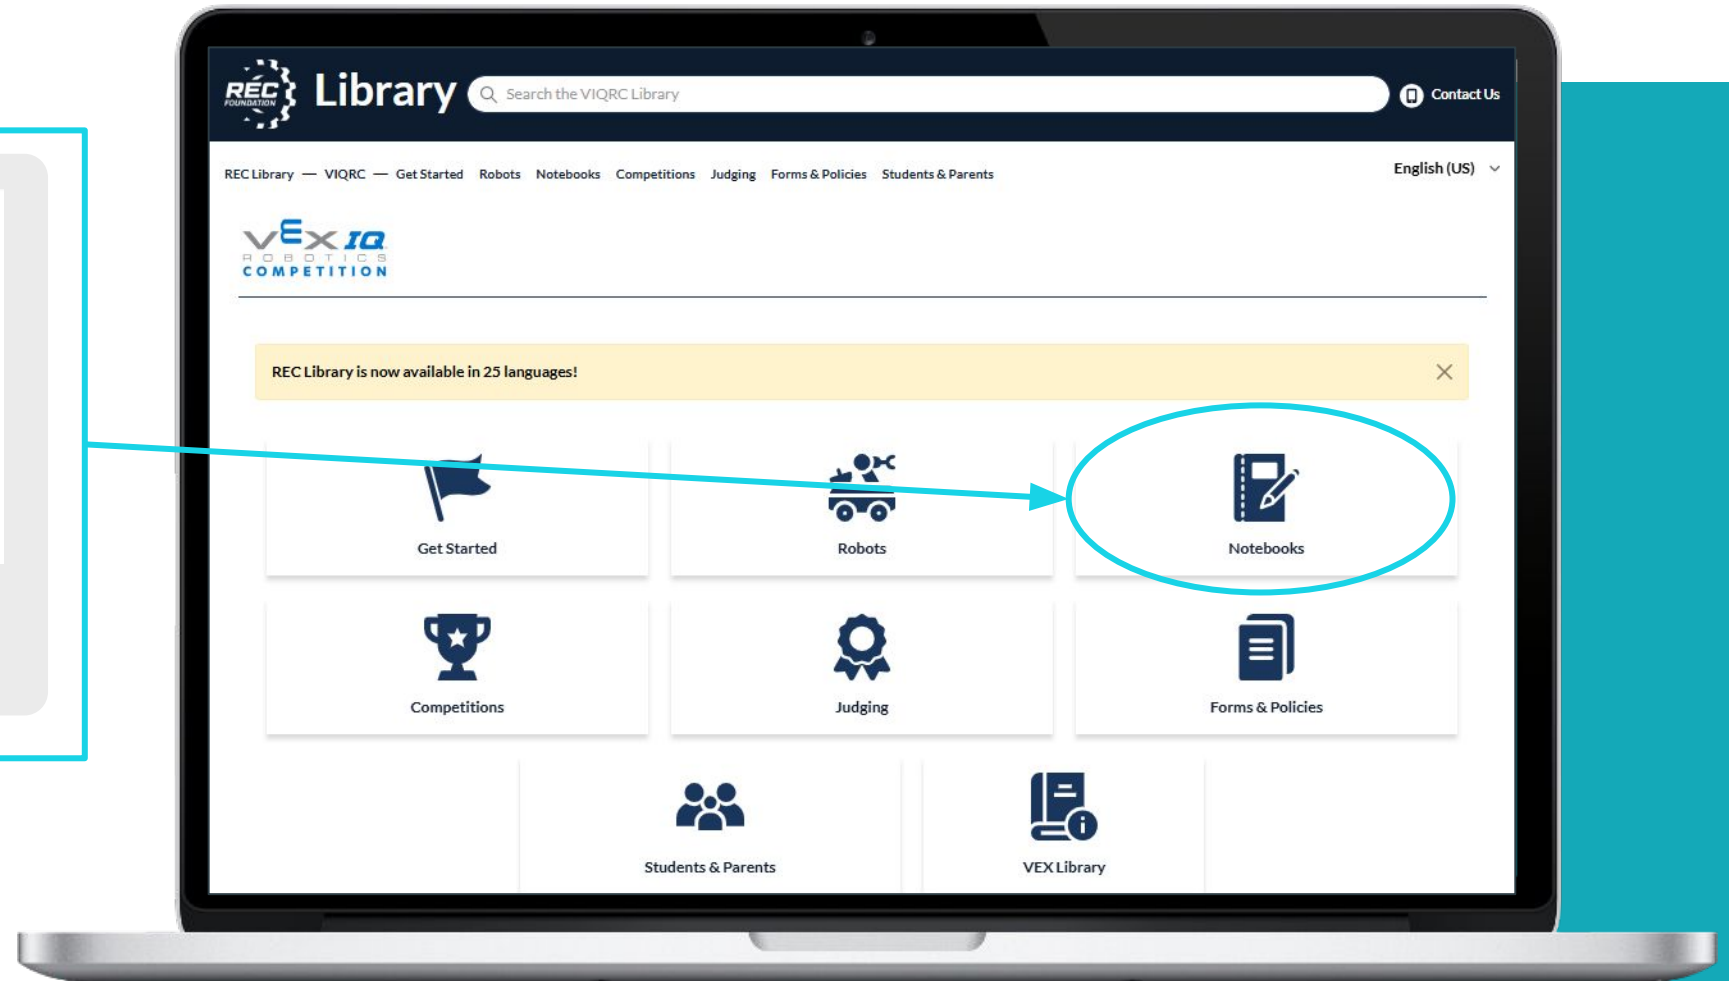 REC
FOUNDATION
Library
Search the VIQRC Library
Contact Us
REC Library — VIQRC — Get Started Robots Notebooks Competitions Judging Forms & Policies Students & Parents
English (US)
VEX IQ
ROBOTICS
COMPETITION
REC Library is now available in 25 languages!
Get Started
Robots
Notebooks
Competitions
Judging
Forms & Policies
Students & Parents
VEX Library